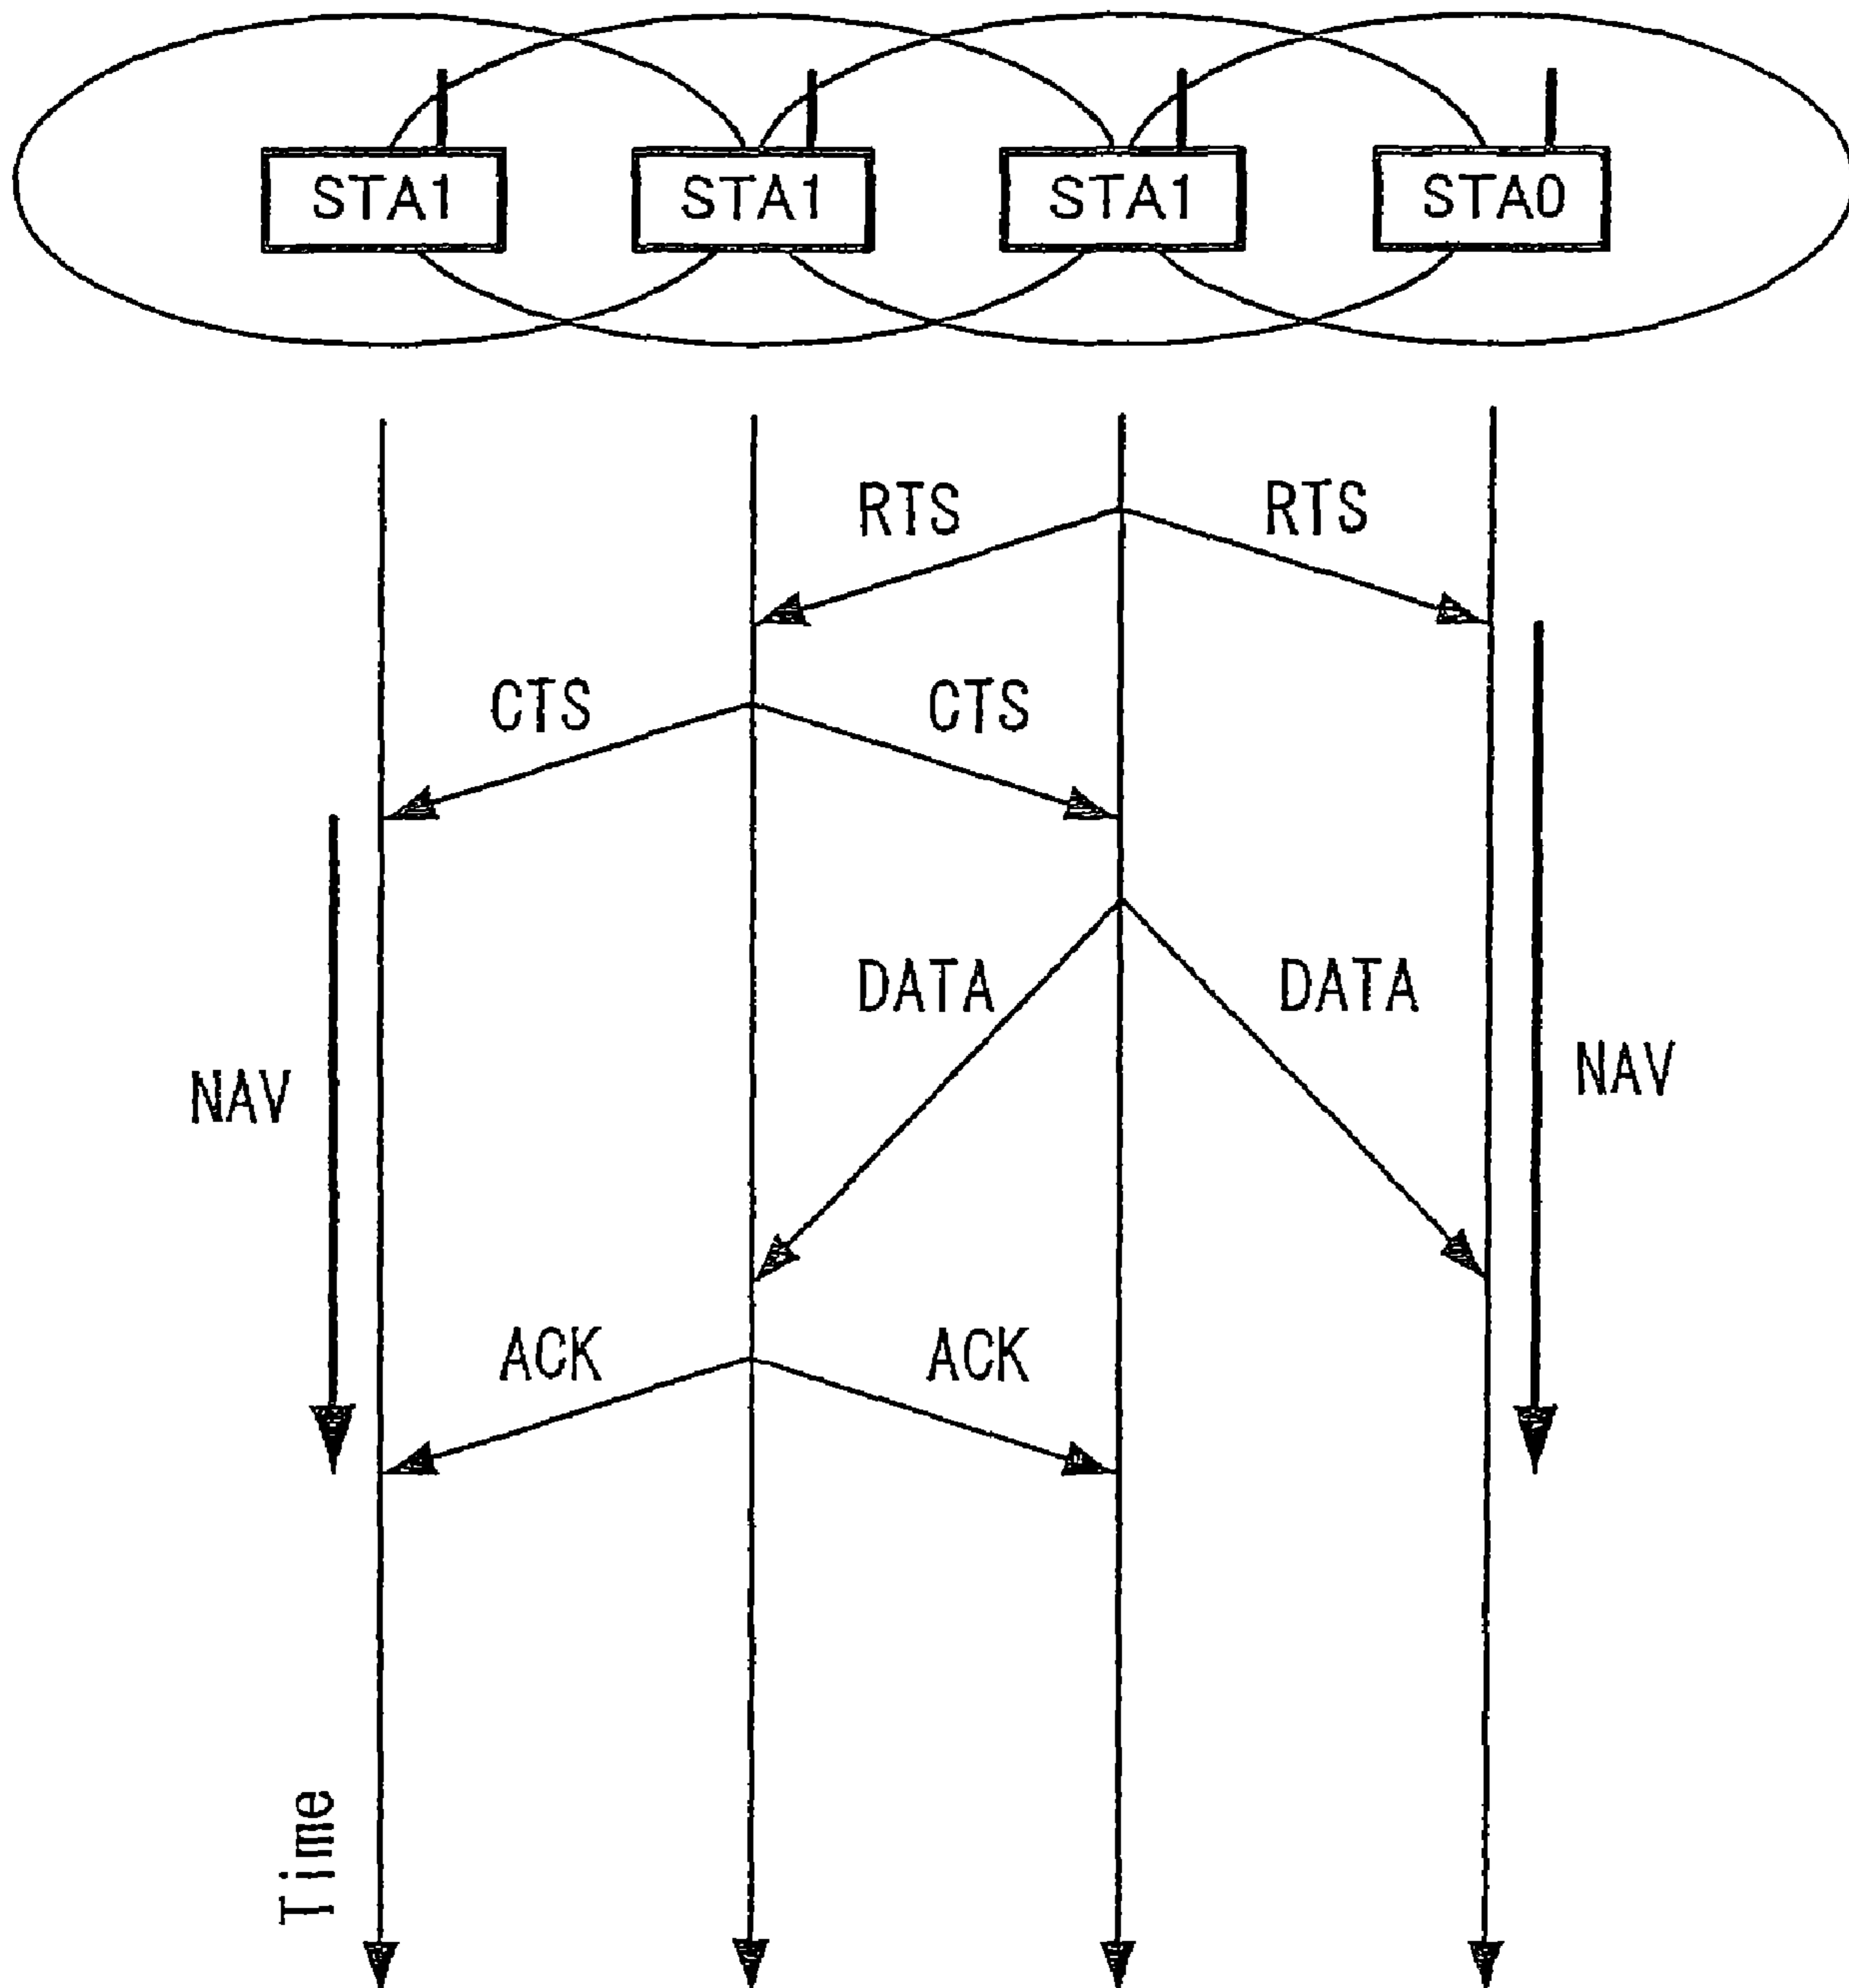 STA1 STA1 STA1 STA0
RTS RTS
CTS CTS
DATA DATA
NAV NAV
ACK ACK
Time